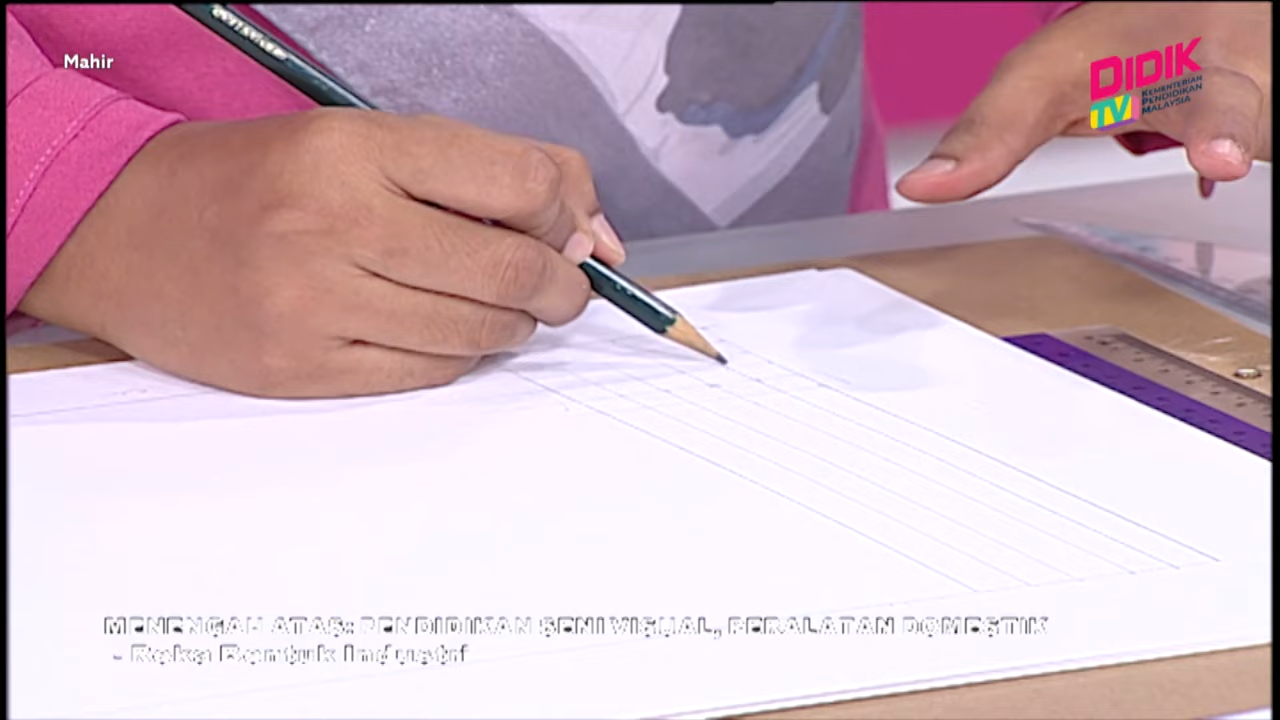 Mahir
DIDIK
TV
KEMENTERIAN
PENDIDIKAN
MALAYSIA
MENENGAH ATAS: PENDIDIKAN SENI VISUAL, PERALATAN DOMESTIK
- Reka Bentuk Industri